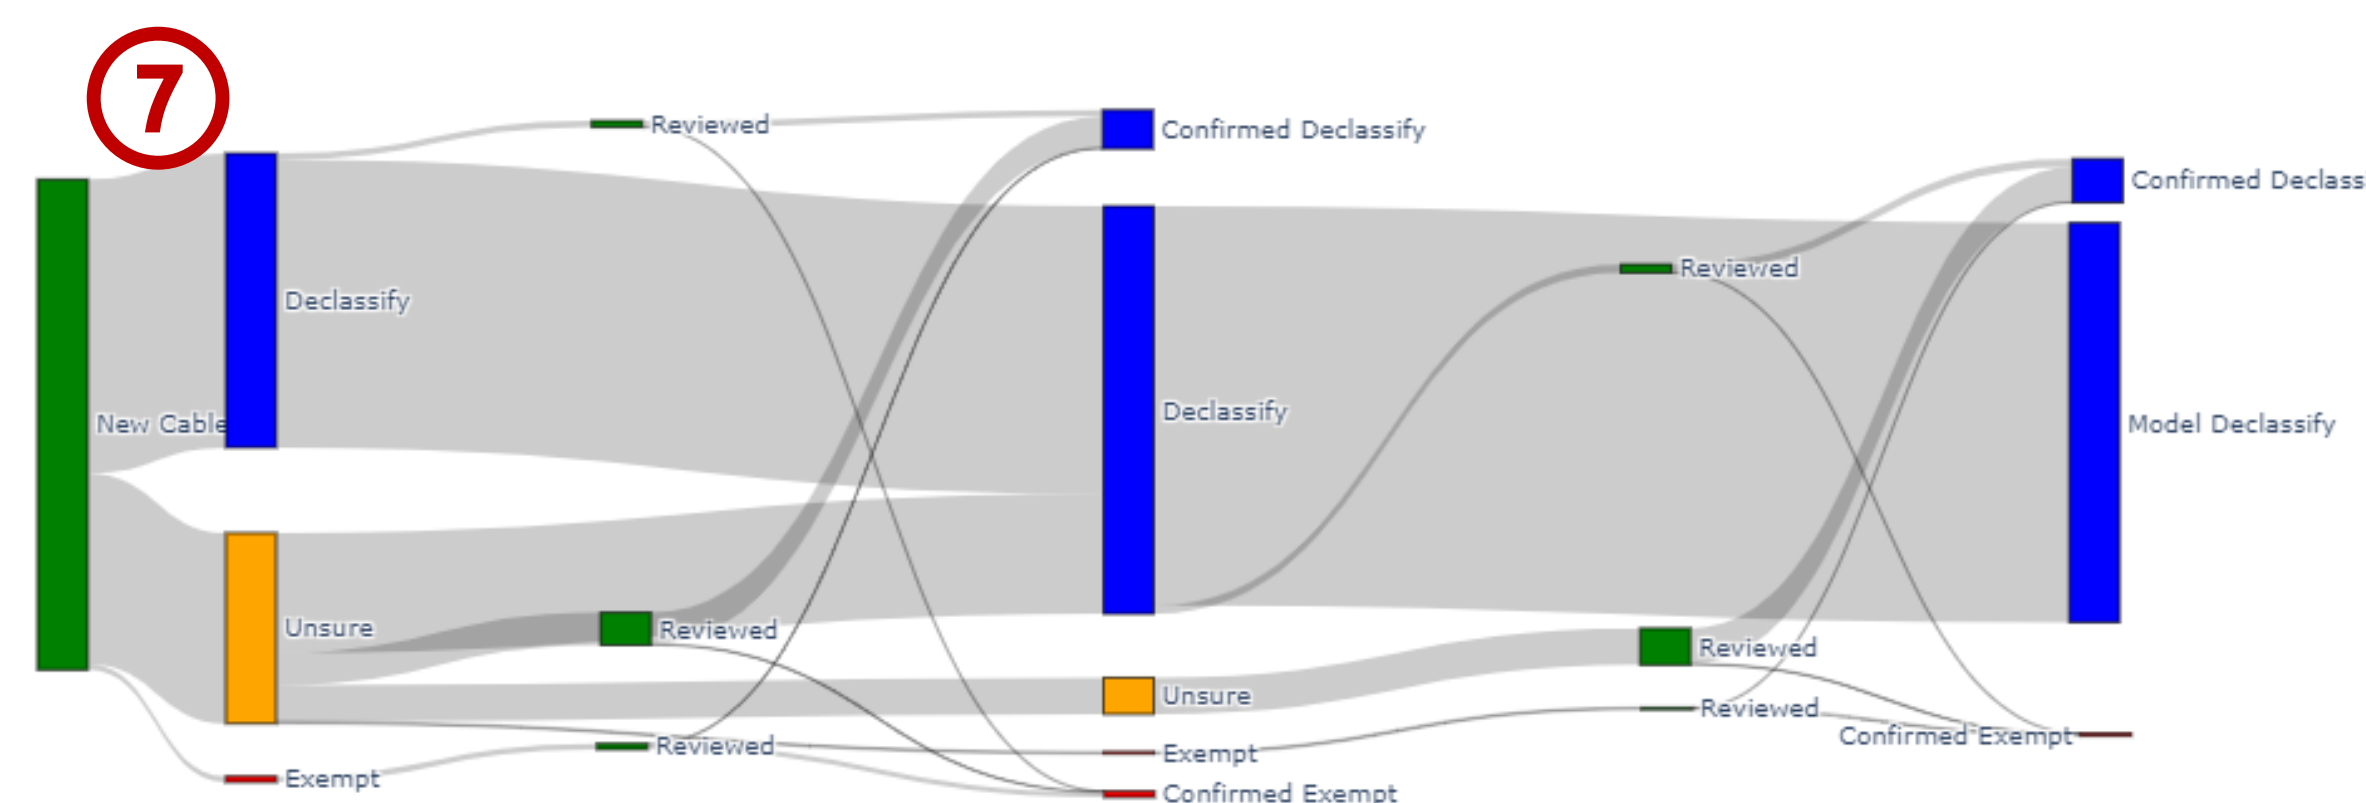 7
Reviewed
Confirmed Declassify
Confirmed Declass
Declassify
Reviewed
New Cable
Declassify
Model Declassify
Unsure
Reviewed
Reviewed
Unsure
Reviewed
Exempt
Reviewed
Exempt
Confirmed Exempt
Confirmed Exempt